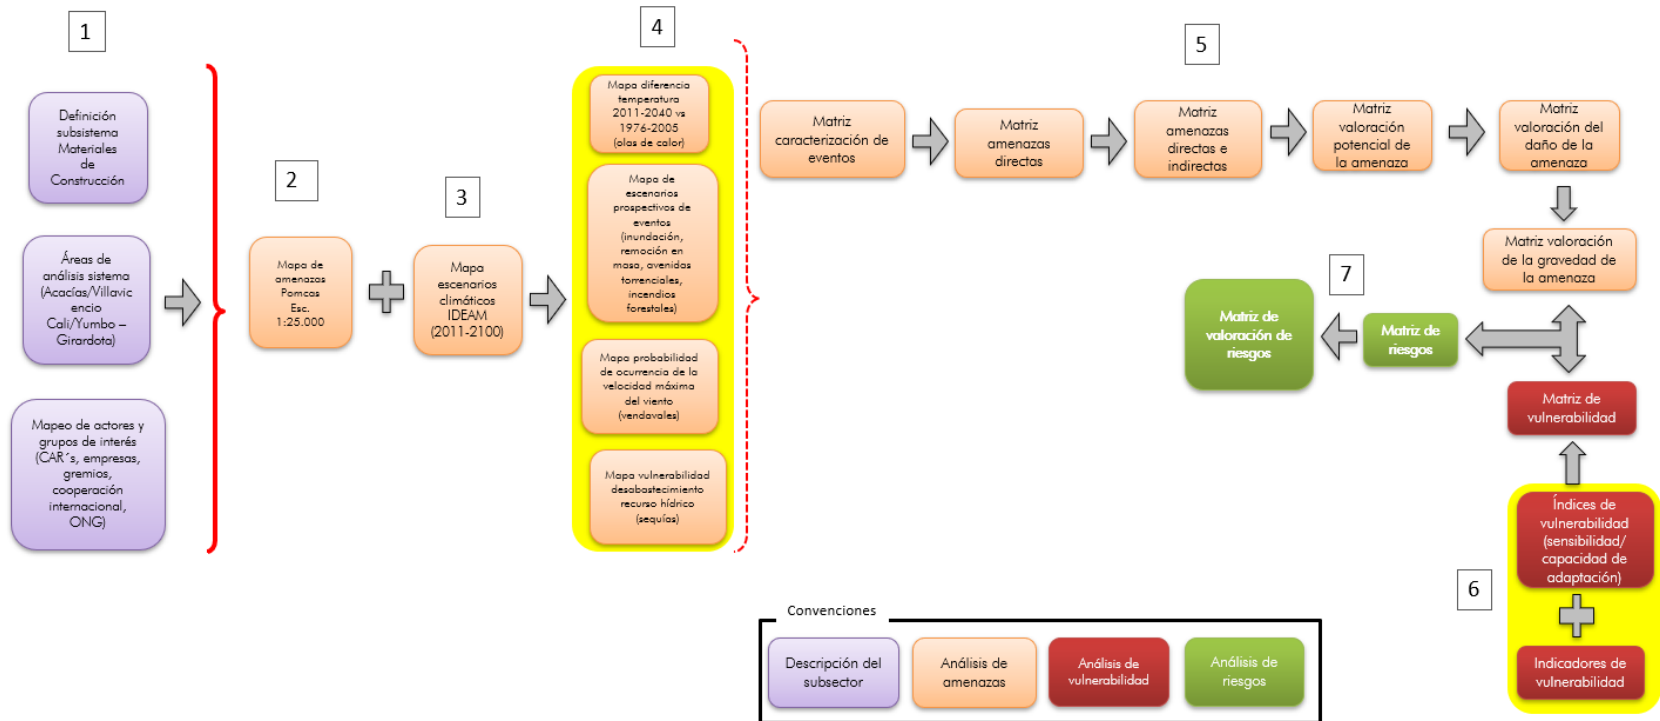 1
Definición
subsistema
Materiales
de
Construcción
Áreas de
análisis sistema
(Acacías/Villavic
encio
Cali/Yumbo –
Girardota)
Mapeo de actores y
grupos de interés
(CAR´s, empresas,
gremios,
cooperación
internacional,
ONG)
2
Mapa de
amenazas
Pomcas
Esc.
1:25.000
3
Mapa
escenarios
climáticos
IDEAM
(2011-2100)
4
Mapa diferencia
temperatura
2011-2040 vs
1976-2005
(olas de calor)
Mapa de
escenarios
prospectivos de
eventos
(inundación,
remoción en
masa, avenidas
torrenciales,
incendios
forestales)
Mapa probabilidad
de ocurrencia de la
velocidad máxima
del viento
(vendavales)
Mapa vulnerabilidad
desabastecimiento
recurso hídrico
(sequías)
5
Matriz
caracterización de
eventos
Matriz
amenazas
directas
Matriz
amenazas
directas e
indirectas
Matriz
valoración
potencial de
la amenaza
Matriz
valoración del
daño de la
amenaza
Matriz valoración
de la gravedad de
la amenaza
7
Matriz de
valoración de
riesgos
Matriz de
riesgos
Matriz de
vulnerabilidad
6
Índices de
vulnerabilidad
(sensibilidad/
capacidad de
adaptación)
Indicadores de
vulnerabilidad
Convenciones
Descripción del
subsector
Análisis de
amenazas
Análisis de
vulnerabilidad
Análisis de
riesgos